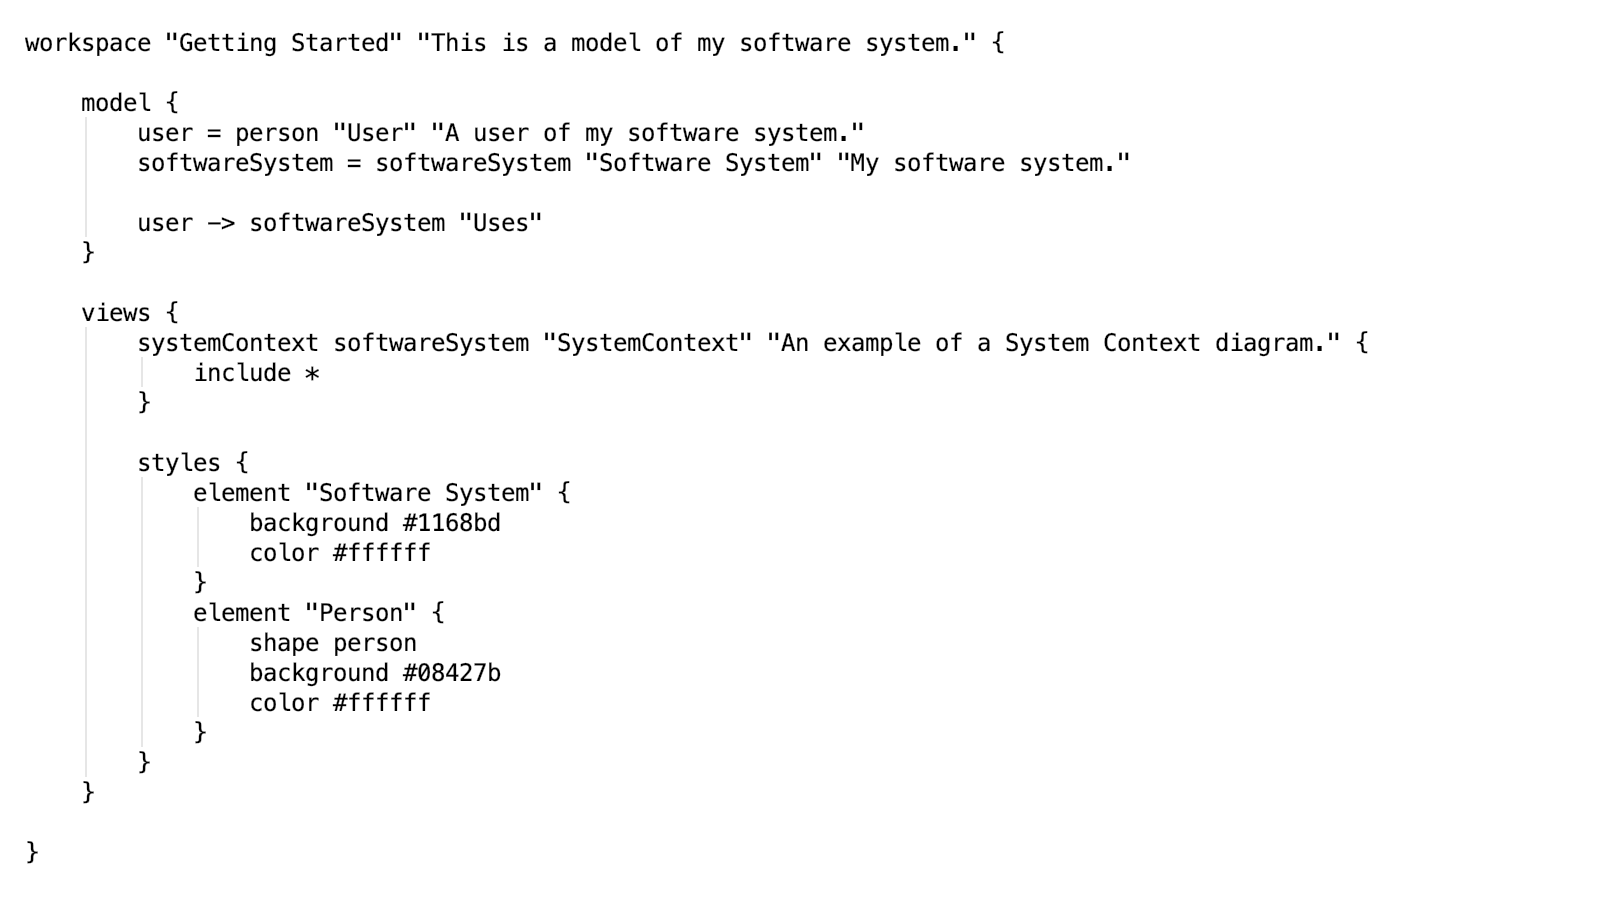 workspace "Getting Started" "This is a model of my software system." {

    model {
        user = person "User" "A user of my software system."
        softwareSystem = softwareSystem "Software System" "My software system."

        user -> softwareSystem "Uses"
    }

    views {
        systemContext softwareSystem "SystemContext" "An example of a System Context diagram." {
            include *
        }

        styles {
            element "Software System" {
                background #1168bd
                color #ffffff
            }
            element "Person" {
                shape person
                background #08427b
                color #ffffff
            }
        }
    }

}